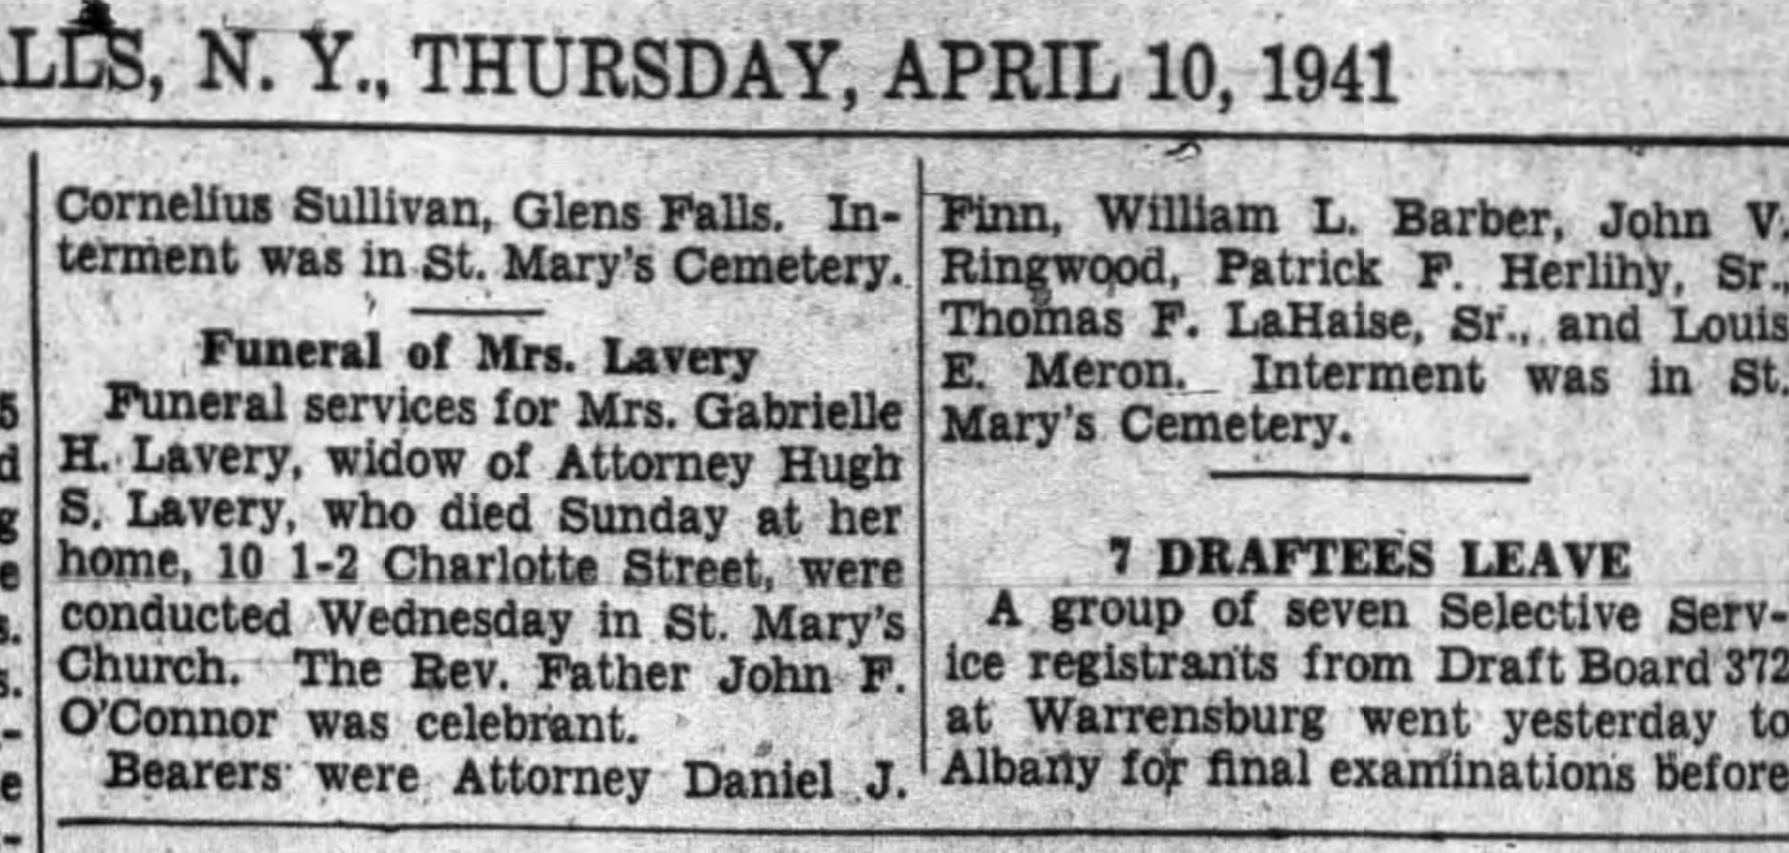 LLS, N. Y., THURSDAY, APRIL 10, 1941
Cornelius Sullivan, Glens Falls. In-
terment was in St. Mary's Cemetery.
Funeral of Mrs. Lavery
Funeral services for Mrs. Gabrielle
H. Lavery, widow of Attorney Hugh
S. Lavery, who died Sunday at her
home, 10 1-2 Charlotte Street, were
conducted Wednesday in St. Mary's
Church. The Rev. Father John F.
O'Connor was celebrant.
Bearers were Attorney Daniel J.
Finn, William L. Barber, John V.
Ringwood, Patrick F. Herlihy, Sr.,
Thomas F. LaHaise, Sr., and Louis
E. Meron. Interment was in St.
Mary's Cemetery.
7 DRAFTEES LEAVE
A group of seven Selective Serv-
ice registrants from Draft Board 372
at Warrensburg went yesterday to
Albany for final examinations before